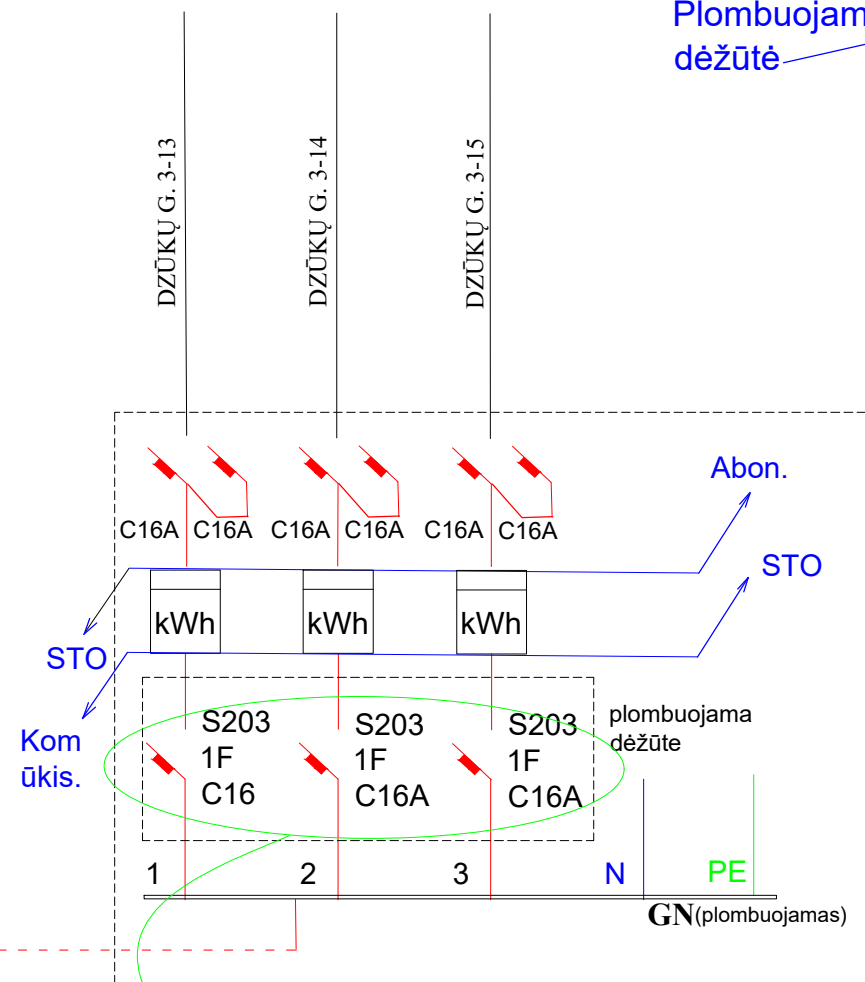 Plombuojam
dėžūtė
DZŪKŲ G. 3-13
DZŪKŲ G. 3-14
DZŪKŲ G. 3-15
Abon.
C16A C16A C16A C16A C16A C16A
STO
kWh kWh kWh
STO
Kom
ūkis.
S203
1F
C16
S203
1F
C16A
S203
1F
C16A
plombuojama
dėžūte
1 2 3 N PE
GN(plombuojamas)